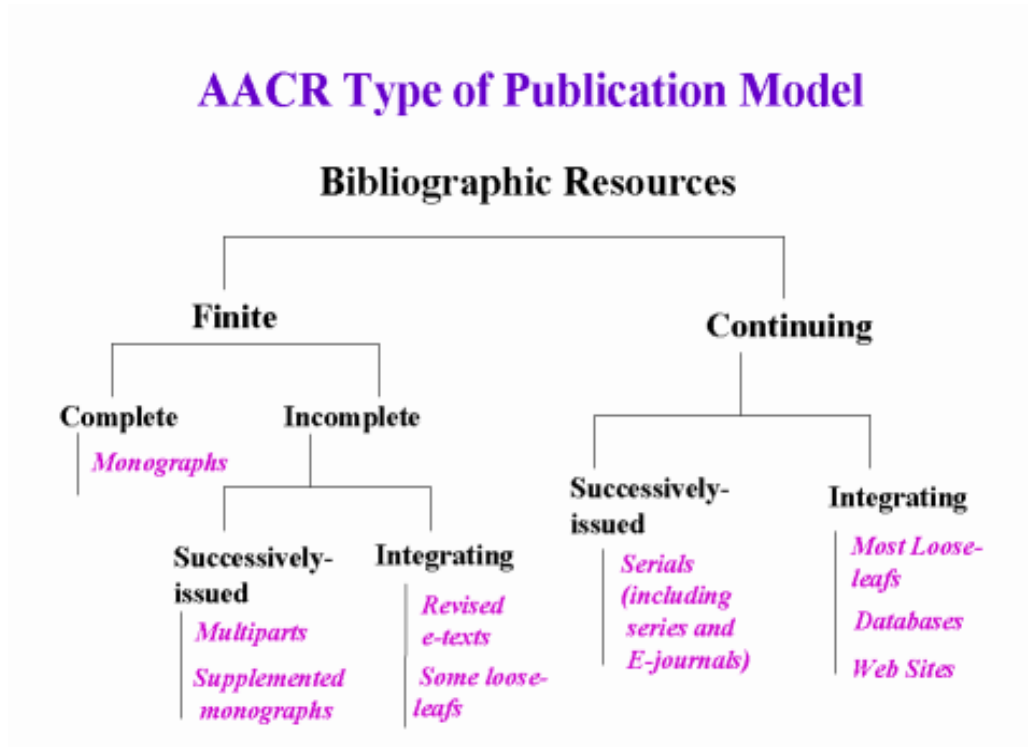 AACR Type of Publication Model
Bibliographic Resources
Finite
Continuing
Complete
Incomplete
Monographs
Successively-
issued
Integrating
Multiparts
Supplemented
monographs
Revised
e-texts
Some loose-
leafs
Successively-
issued
Integrating
Serials
(including
series and
E-journals)
Most Loose-
leafs
Databases
Web Sites